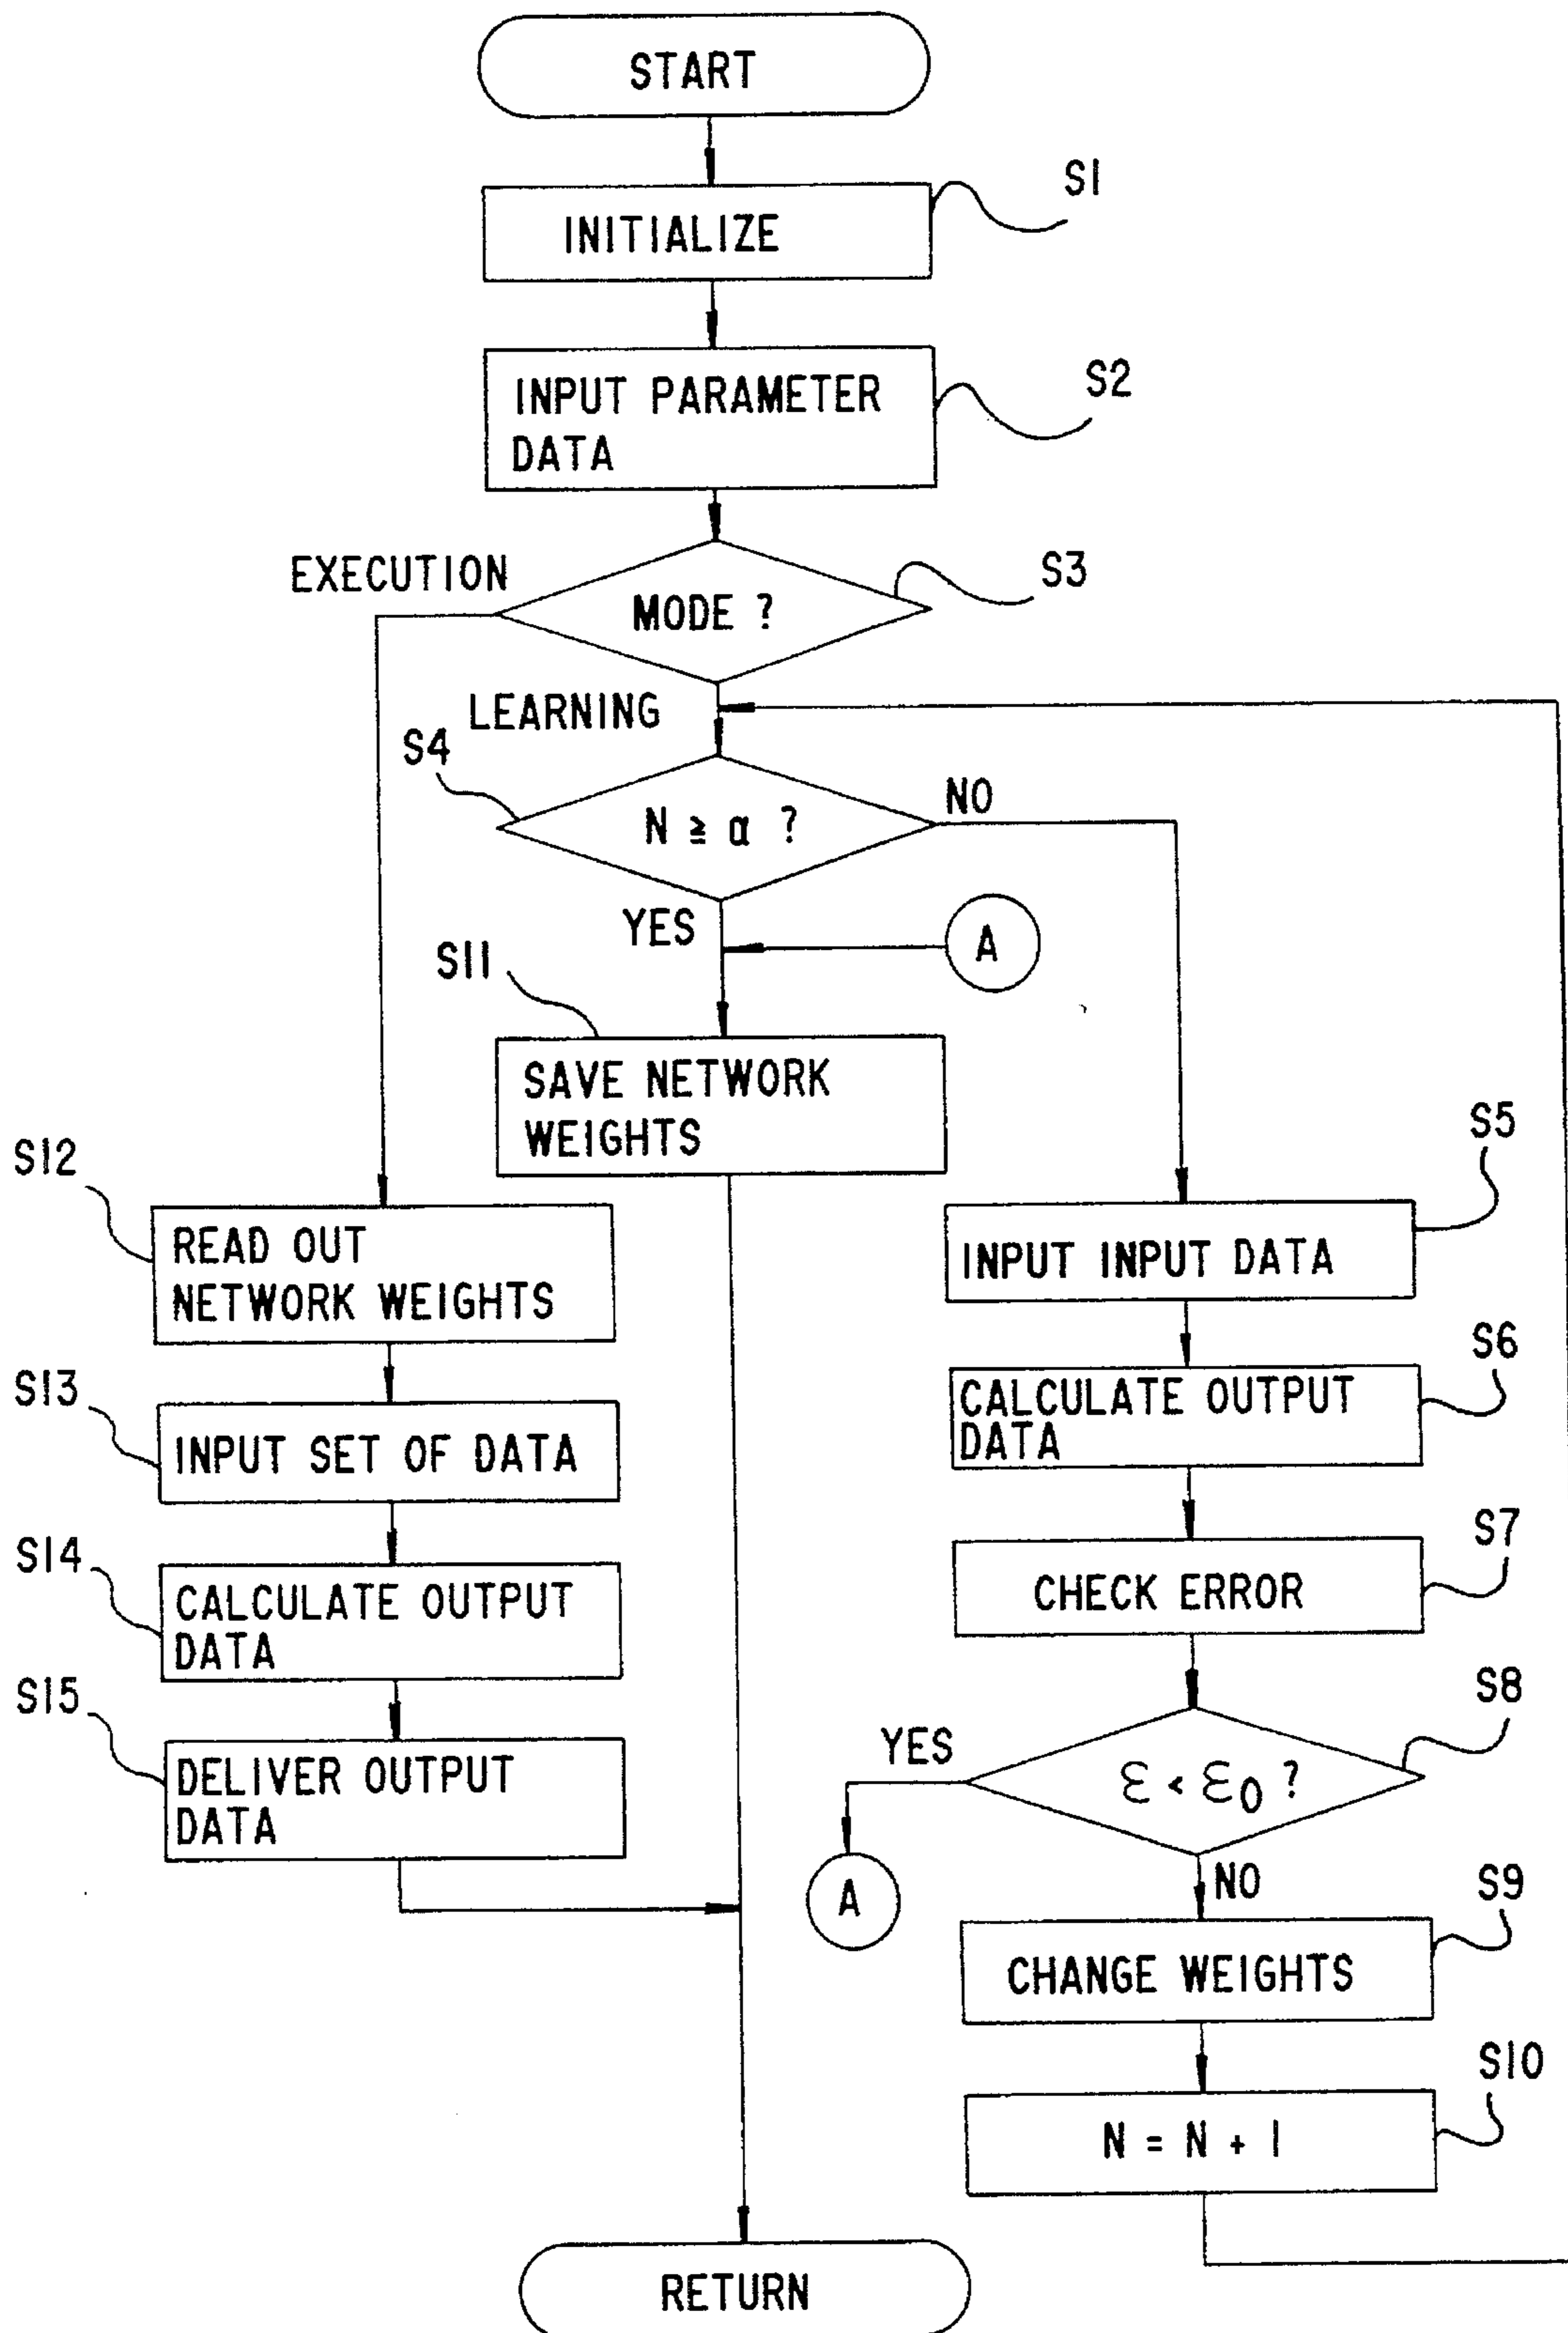 START
INITIALIZE
S1
INPUT PARAMETER
DATA
S2
EXECUTION
MODE ?
S3
LEARNING
S4
N ≧ α ?
NO
YES
A
S11
SAVE NETWORK
WEIGHTS
S12
READ OUT
NETWORK WEIGHTS
S13
INPUT SET OF DATA
S14
CALCULATE OUTPUT
DATA
S15
DELIVER OUTPUT
DATA
S5
INPUT INPUT DATA
S6
CALCULATE OUTPUT
DATA
S7
CHECK ERROR
S8
YES
ε < ε0 ?
A
NO
S9
CHANGE WEIGHTS
S10
N = N + 1
RETURN